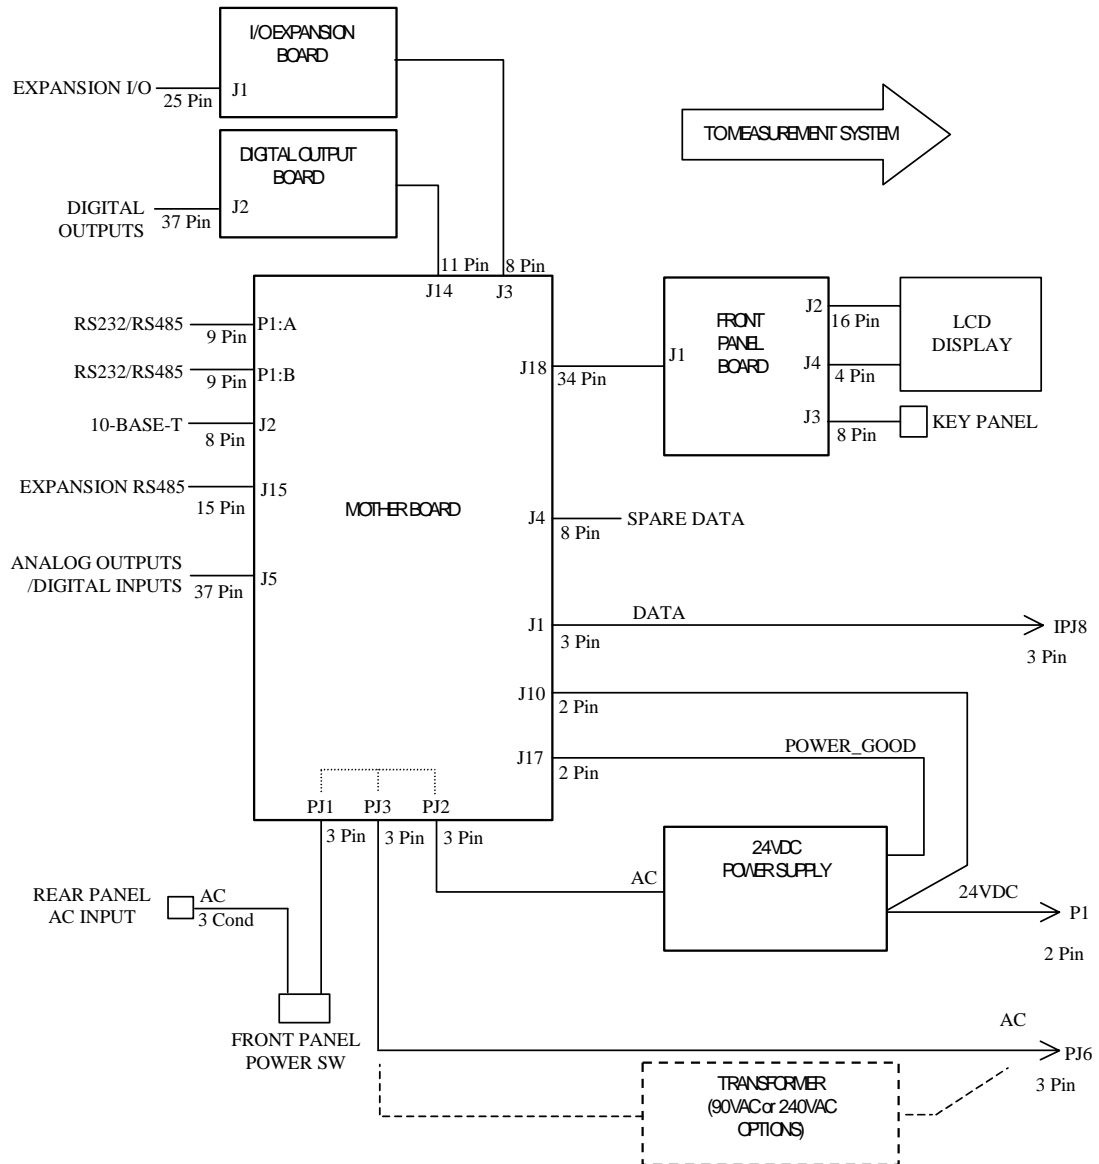 I/O EXPANSION
BOARD
EXPANSION I/O
J1
25 Pin
TO MEASUREMENT SYSTEM
DIGITAL OUTPUT
BOARD
DIGITAL
OUTPUTS
J2
37 Pin
11 Pin
8 Pin
J14
J3
RS232/RS485
P1:A
9 Pin
RS232/RS485
P1:B
9 Pin
10-BASE-T
J2
8 Pin
EXPANSION RS485
J15
15 Pin
ANALOG OUTPUTS
/DIGITAL INPUTS
J5
37 Pin
MOTHER BOARD
J18
34 Pin
J1
FRONT
PANEL
BOARD
J2
16 Pin
J4
4 Pin
J3
8 Pin
LCD
DISPLAY
KEY PANEL
J4
8 Pin
SPARE DATA
J1
3 Pin
DATA
IPJ8
3 Pin
J10
2 Pin
J17
2 Pin
POWER_GOOD
PJ1
PJ3
PJ2
3 Pin
3 Pin
3 Pin
24VDC
POWER SUPPLY
AC
24VDC
P1
2 Pin
REAR PANEL
AC INPUT
AC
3 Cond
FRONT PANEL
POWER SW
AC
PJ6
3 Pin
TRANSFORMER
(90VAC or 240VAC
OPTIONS)